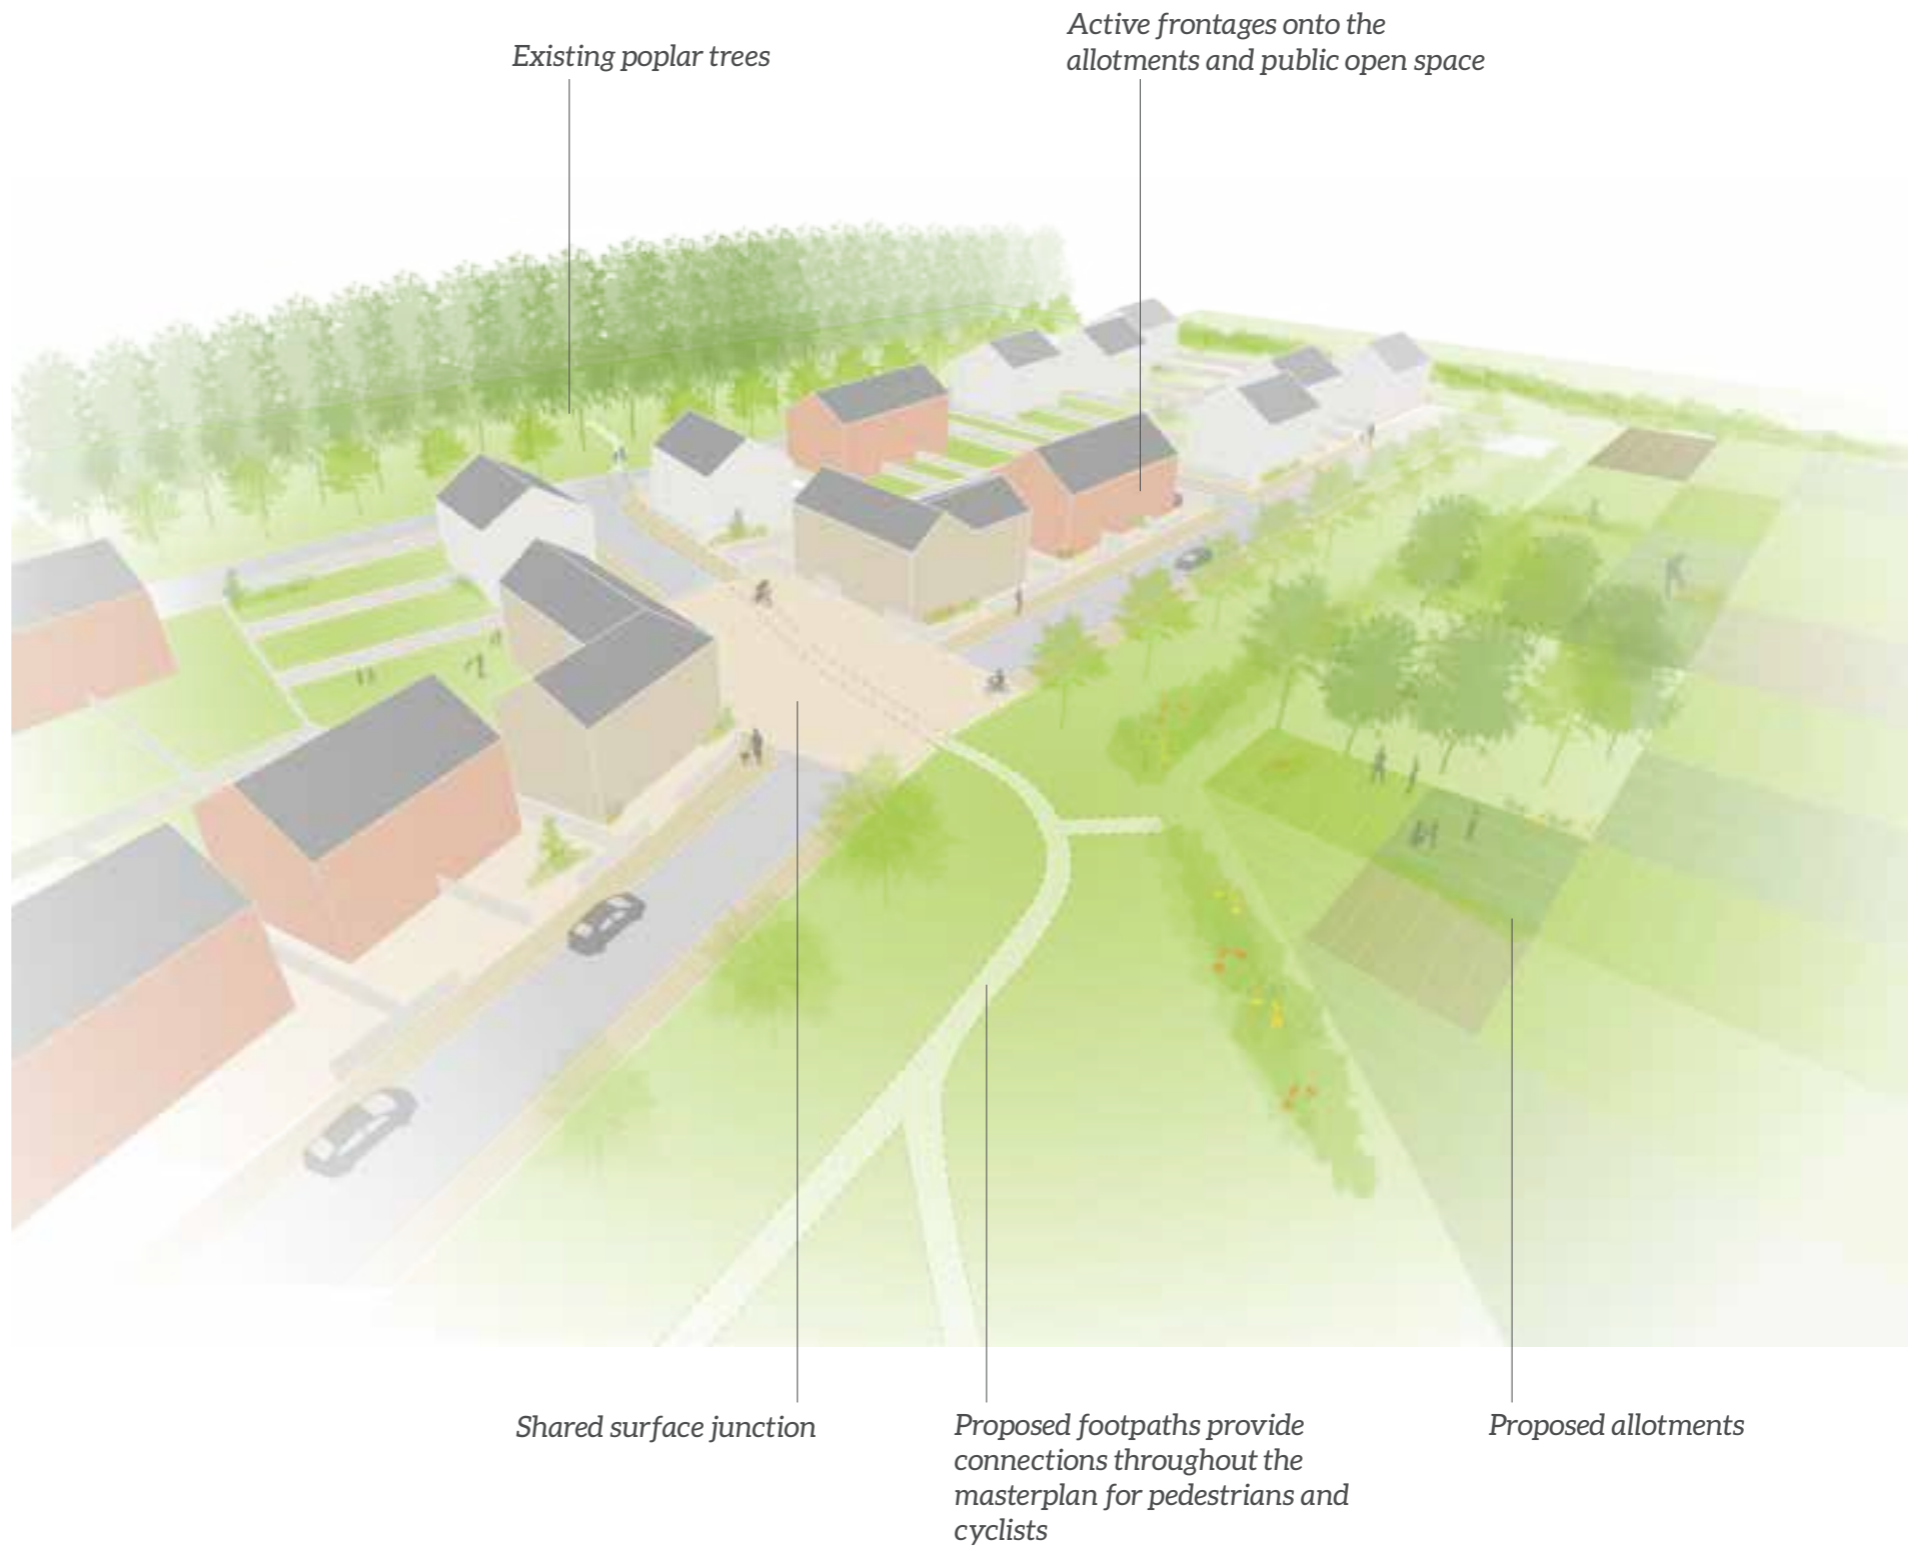 Existing poplar trees
Active frontages onto the
allotments and public open space
Shared surface junction
Proposed footpaths provide
connections throughout the
masterplan for pedestrians and
cyclists
Proposed allotments